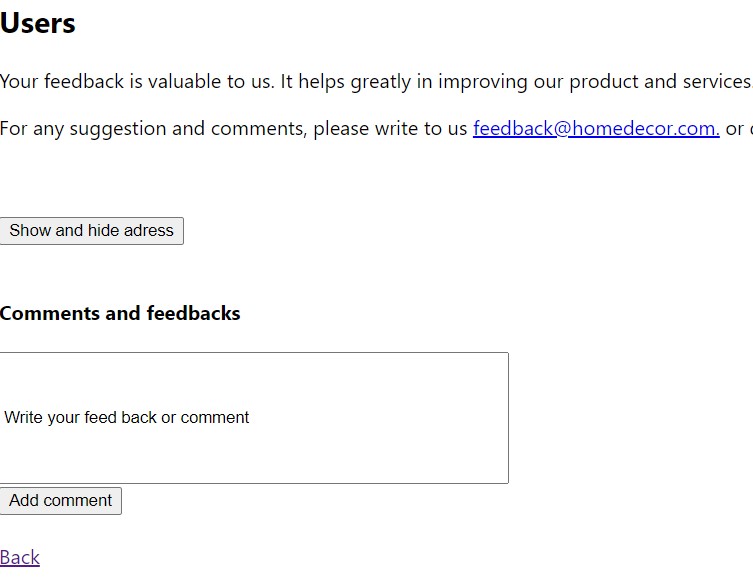 Users
Your feedback is valuable to us. It helps greatly in improving our product and services
For any suggestion and comments, please write to us feedback@homedecor.com. or
Show and hide adress
Comments and feedbacks
Write your feed back or comment
Add comment
Back